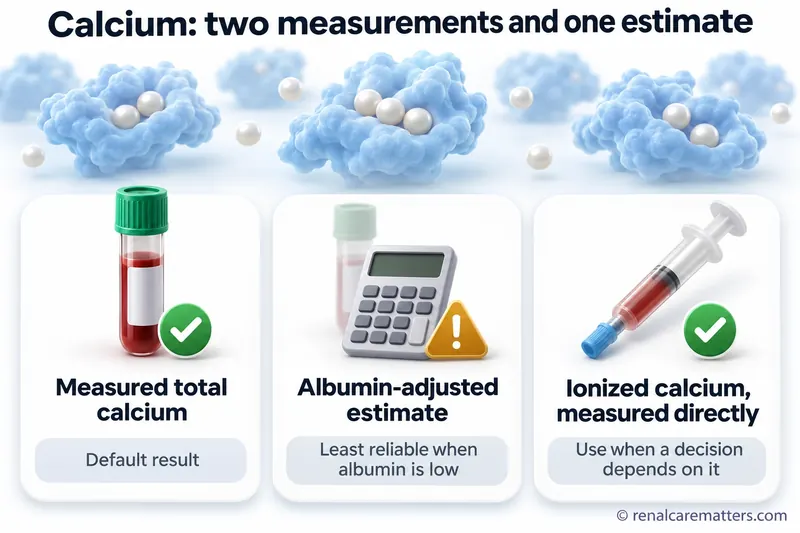 Calcium: two measurements and one estimate
Measured total
calcium
Default result
Albumin-adjusted
estimate
Least reliable when
albumin is low
Ionized calcium,
measured directly
Use when a decision
depends on it
© renalcarematters.com